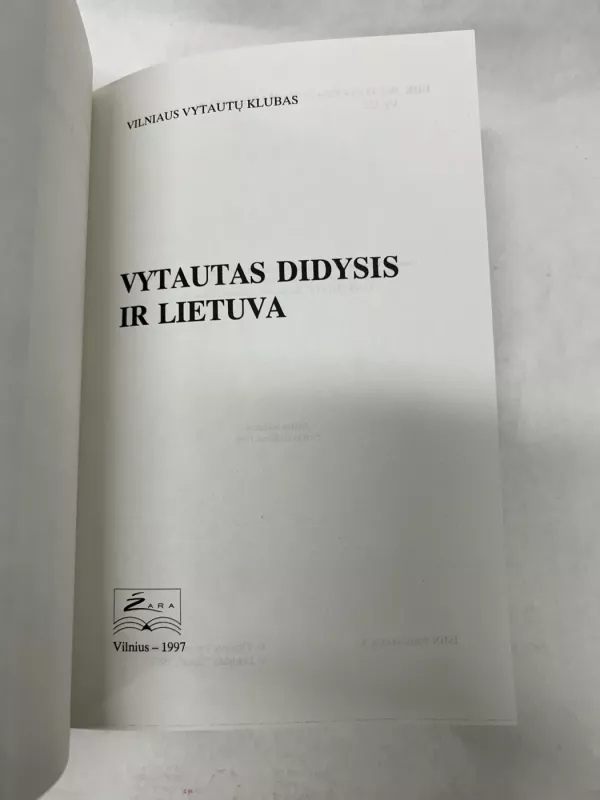 VILNIAUS VYTAUTŲ KLUBAS
VYTAUTAS DIDYSIS
IR LIETUVA
ŽARA
Vilnius – 1997